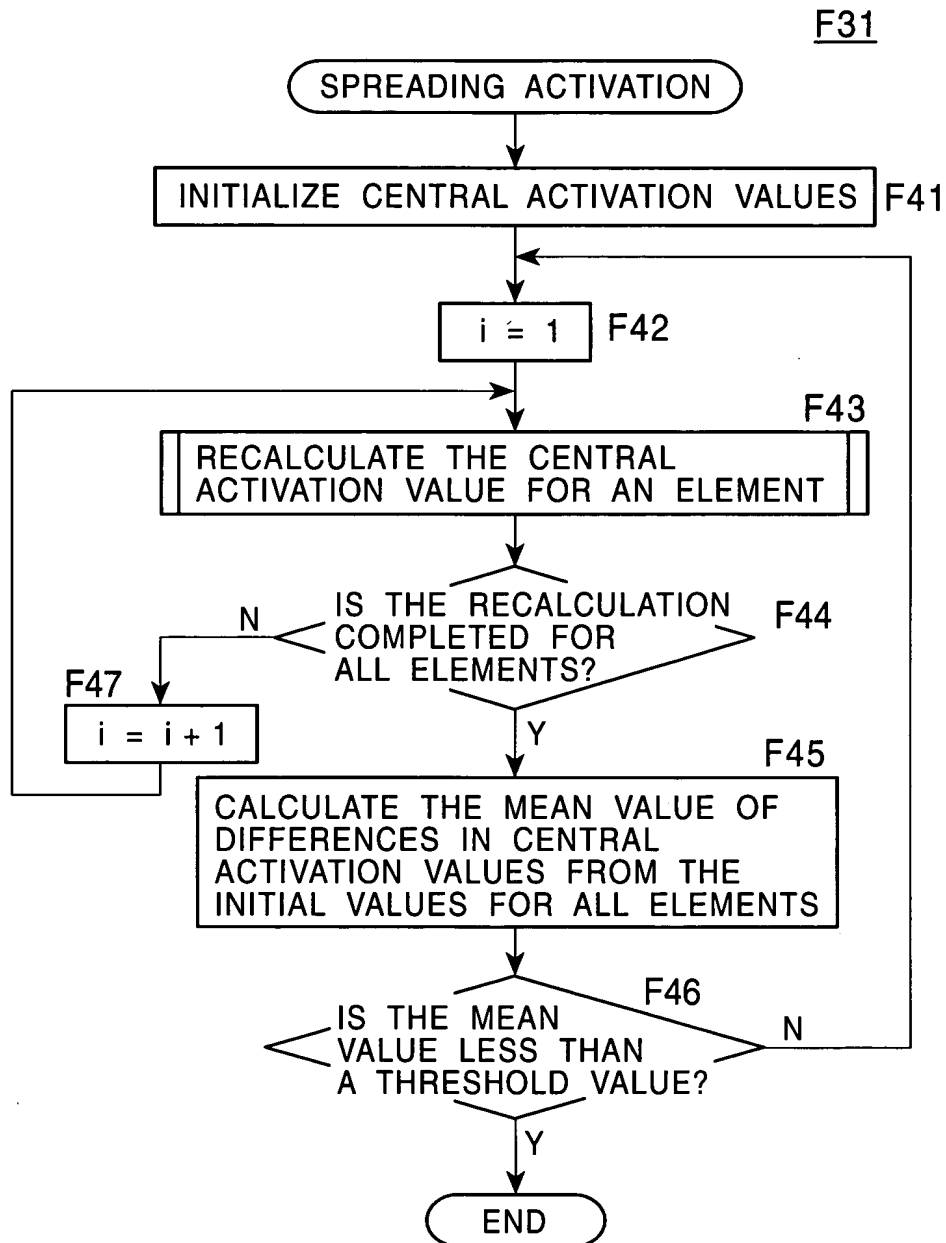 F31
SPREADING ACTIVATION
INITIALIZE CENTRAL ACTIVATION VALUES
F41
i = 1
F42
F43
RECALCULATE THE CENTRAL
ACTIVATION VALUE FOR AN ELEMENT
IS THE RECALCULATION
COMPLETED FOR
ALL ELEMENTS?
F44
N
F47
i = i + 1
Y
F45
CALCULATE THE MEAN VALUE OF
DIFFERENCES IN CENTRAL
ACTIVATION VALUES FROM THE
INITIAL VALUES FOR ALL ELEMENTS
F46
IS THE MEAN
VALUE LESS THAN
A THRESHOLD VALUE?
N
Y
END